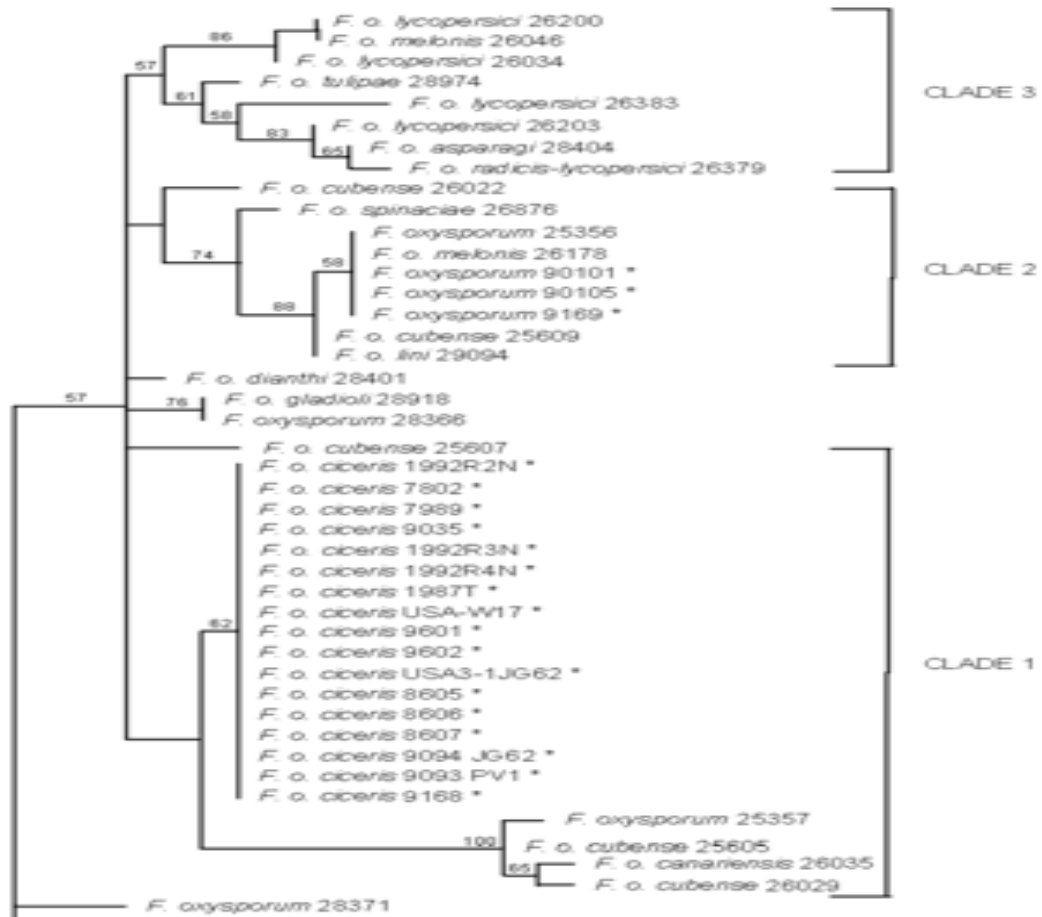 F. o. lycopersici 26200
86
F. o. melonis 26046
F. o. lycopersici 26034
57
F. o. tulipae 28974
61
CLADE 3
F. o. lycopersici 26383
58
F. o. lycopersici 26203
83
F. o. asparagi 28404
65
F. o. radicis-lycopersici 26379
F. o. cubense 26022
F. o. spinaciae 26876
F. oxysporum 25356
74
F. o. melonis 26178
58
F. oxysporum 90101 *
CLADE 2
F. oxysporum 90105 *
88
F. oxysporum 9169 *
F. o. cubense 25609
F. o. lini 29094
F. o. dianthi 28401
57
76
F. o. gladioli 28918
F. oxysporum 28366
F. o. cubense 25607
F. o. ciceris 1992R2N *
F. o. ciceris 7802 *
F. o. ciceris 7989 *
F. o. ciceris 9035 *
F. o. ciceris 1992R3N *
F. o. ciceris 1992R4N *
F. o. ciceris 1987T *
F. o. ciceris USA-W17 *
62
F. o. ciceris 9601 *
F. o. ciceris 9602 *
CLADE 1
F. o. ciceris USA3-1JG62 *
F. o. ciceris 8605 *
F. o. ciceris 8606 *
F. o. ciceris 8607 *
F. o. ciceris 9094 JG62 *
F. o. ciceris 9093 PV1 *
F. o. ciceris 9168 *
F. oxysporum 25357
100
F. o. cubense 25605
65
F. o. canariensis 26035
F. o. cubense 26029
F. oxysporum 28371